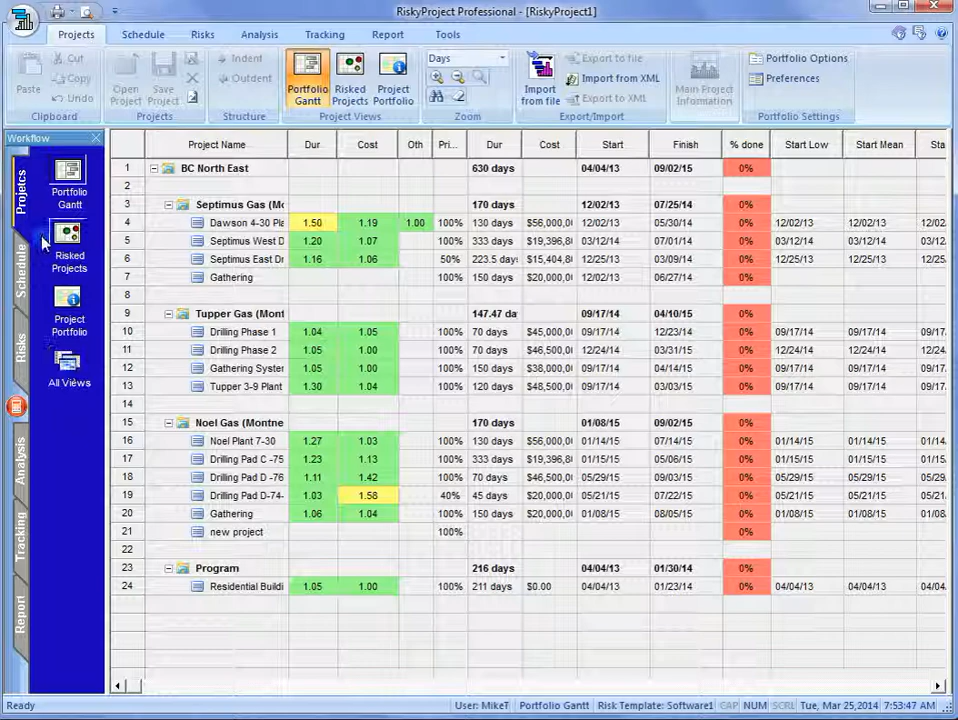 RiskyProject Professional - [RiskyProject1]
Projects Schedule Risks Analysis Tracking Report Tools
Paste Cut Copy Undo Clipboard
Open Project Save Project Projects
Indent Outdent Structure
Portfolio Gantt Risked Projects Project Portfolio Project Views
Days Zoom
Import from file Export to file Import from XML Export to XML Export/Import
Main Project Information Portfolio Options Preferences Portfolio Settings
Workflow
Projetcs Schedule Risks Analysis Tracking Report
Portfolio Gantt
Risked Projects
Project Portfolio
All Views
Project Name Dur Cost Oth Pri... Dur Cost Start Finish % done Start Low Start Mean Sta
1 BC North East 630 days 04/04/13 09/02/15 0%
2
3 Septimus Gas (Mc 170 days 12/02/13 07/25/14 0%
4 Dawson 4-30 Pla 1.50 1.19 1.00 100% 130 days $56,000,0 12/02/13 05/30/14 0% 12/02/13 12/02/13 12/02.
5 Septimus West D 1.20 1.07 100% 333 days $19,396,8 03/12/14 07/01/14 0% 03/12/14 03/12/14 03/12.
6 Septimus East Dr 1.16 1.06 50% 223.5 days $15,404,8 12/25/13 03/09/14 0% 12/25/13 12/25/13 12/25.
7 Gathering 100% 150 days $20,000,0 12/02/13 06/27/14 0% 12/02/13 12/02/13 12/02.
8
9 Tupper Gas (Mont 147.47 da 09/17/14 04/10/15 0%
10 Drilling Phase 1 1.04 1.05 100% 70 days $45,000,0 09/17/14 12/23/14 0% 09/17/14 09/17/14 09/17.
11 Drilling Phase 2 1.05 1.00 100% 70 days $46,500,0 12/24/14 03/31/15 0% 12/24/14 12/24/14 12/24.
12 Gathering Syster 1.05 1.00 100% 150 days $38,000,0 09/17/14 04/14/15 0% 09/17/14 09/17/14 09/17.
13 Tupper 3-9 Plant 1.30 1.04 100% 120 days $48,500,0 09/17/14 03/03/15 0% 09/17/14 09/17/14 09/17.
14
15 Noel Gas (Montne 170 days 01/08/15 09/02/15 0%
16 Noel Plant 7-30 1.27 1.03 100% 130 days $56,000,0 01/14/15 07/14/15 0% 01/14/15 01/14/15 01/14.
17 Drilling Pad C -75 1.23 1.13 100% 333 days $19,396,8 01/14/15 05/06/15 0% 01/14/15 01/14/15 01/14.
18 Drilling Pad D -76 1.11 1.42 100% 70 days $46,500,0 05/29/15 09/03/15 0% 05/29/15 05/29/15 05/29.
19 Drilling Pad D-74- 1.03 1.58 40% 45 days $20,000,0 05/21/15 07/22/15 0% 05/21/15 05/21/15 05/21.
20 Gathering 1.06 1.04 100% 150 days $20,000,0 01/08/15 08/05/15 0% 01/08/15 01/08/15 01/08.
21 new project 100% 0%
22
23 Program 216 days 04/04/13 01/30/14 0%
24 Residential Buildi 1.05 1.00 100% 211 days $0.00 04/04/13 01/23/14 0% 04/04/13 04/04/13 04/04.
Ready User: MikeT Portfolio Gantt Risk Template: Software1 CAP NUM SCRL Tue, Mar 25,2014 7:53:47 AM